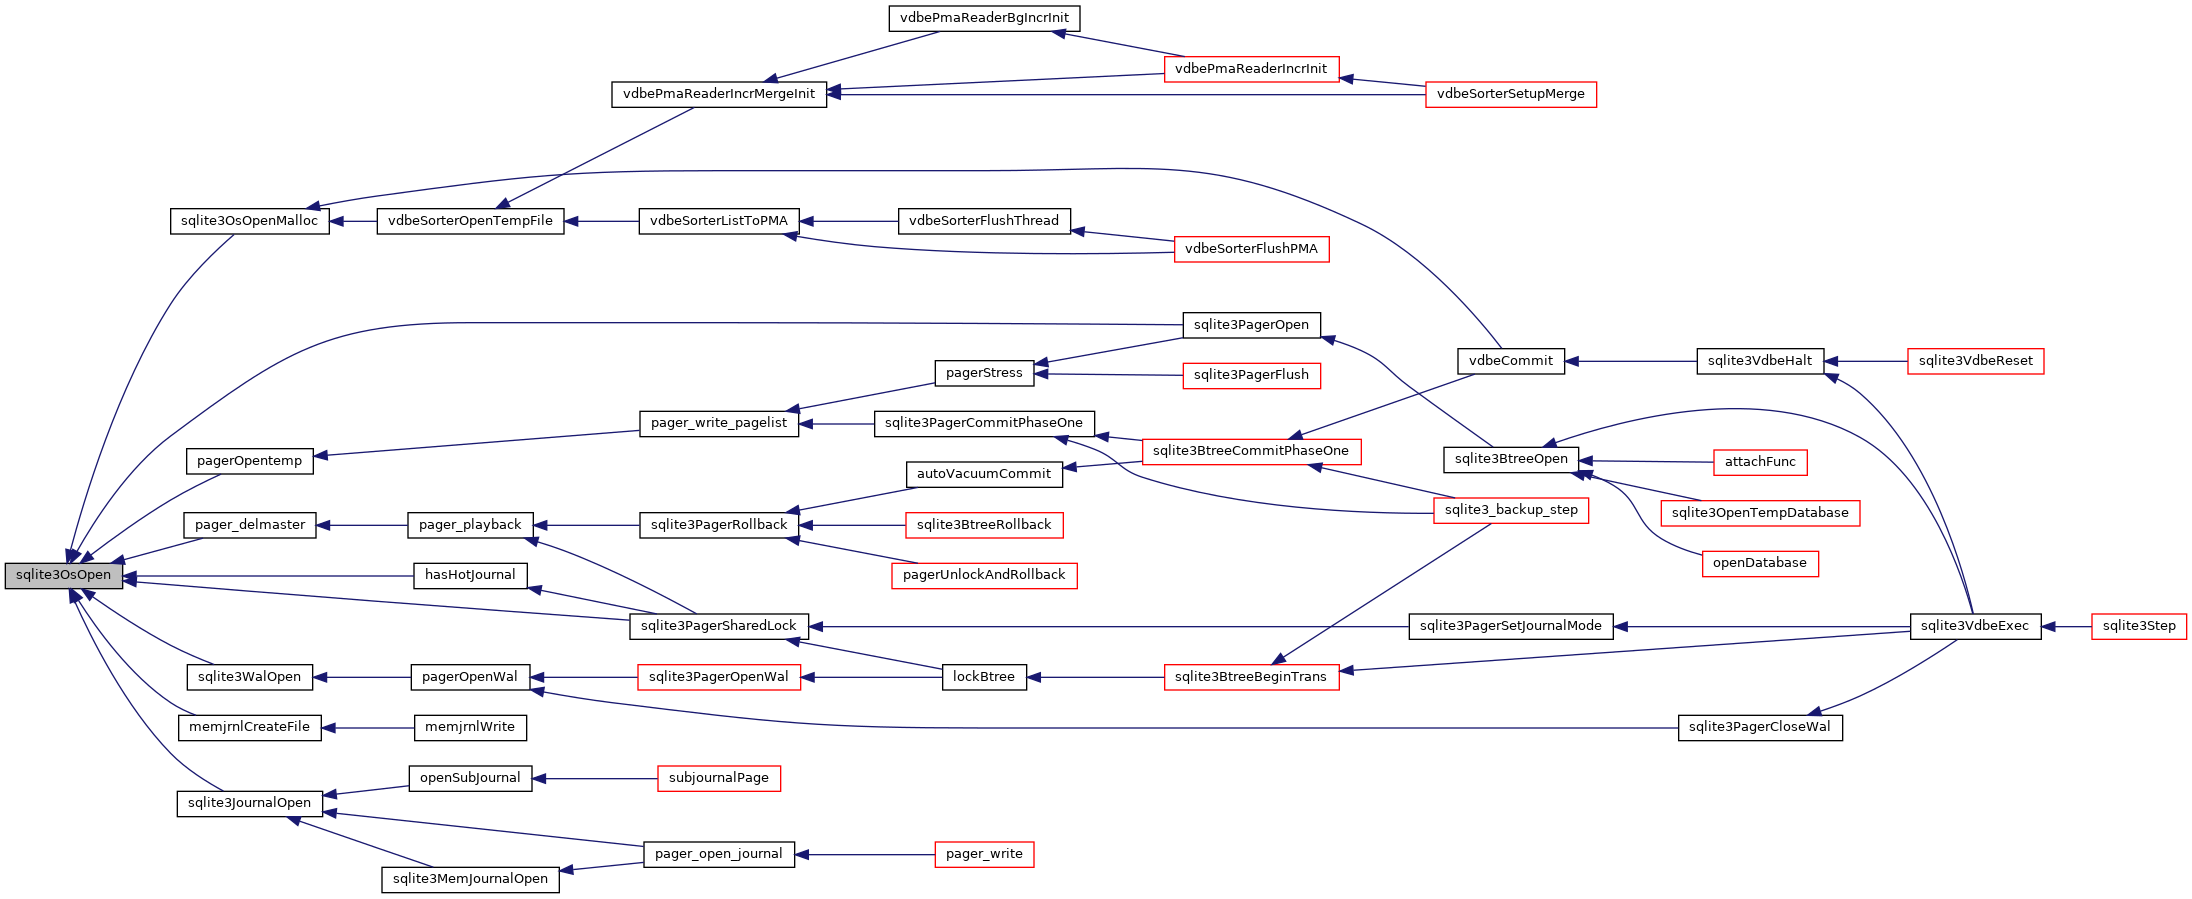 vdbePmaReaderBgIncrInit
vdbePmaReaderIncrInit
vdbePmaReaderIncrMergeInit
vdbeSorterSetupMerge
sqlite3OsOpenMalloc
vdbeSorterOpenTempFile
vdbeSorterListToPMA
vdbeSorterFlushThread
vdbeSorterFlushPMA
sqlite3PagerOpen
vdbeCommit
sqlite3VdbeHalt
sqlite3VdbeReset
pagerStress
sqlite3PagerFlush
pager_write_pagelist
sqlite3PagerCommitPhaseOne
sqlite3BtreeCommitPhaseOne
pagerOpentemp
sqlite3BtreeOpen
attachFunc
autoVacuumCommit
sqlite3_backup_step
sqlite3OpenTempDatabase
pager_delmaster
pager_playback
sqlite3PagerRollback
sqlite3BtreeRollback
openDatabase
sqlite3OsOpen
hasHotJournal
pagerUnlockAndRollback
sqlite3PagerSharedLock
sqlite3PagerSetJournalMode
sqlite3VdbeExec
sqlite3Step
sqlite3WalOpen
pagerOpenWal
sqlite3PagerOpenWal
lockBtree
sqlite3BtreeBeginTrans
memjrnlCreateFile
memjrnlWrite
sqlite3PagerCloseWal
openSubJournal
subjournalPage
sqlite3JournalOpen
pager_open_journal
pager_write
sqlite3MemJournalOpen